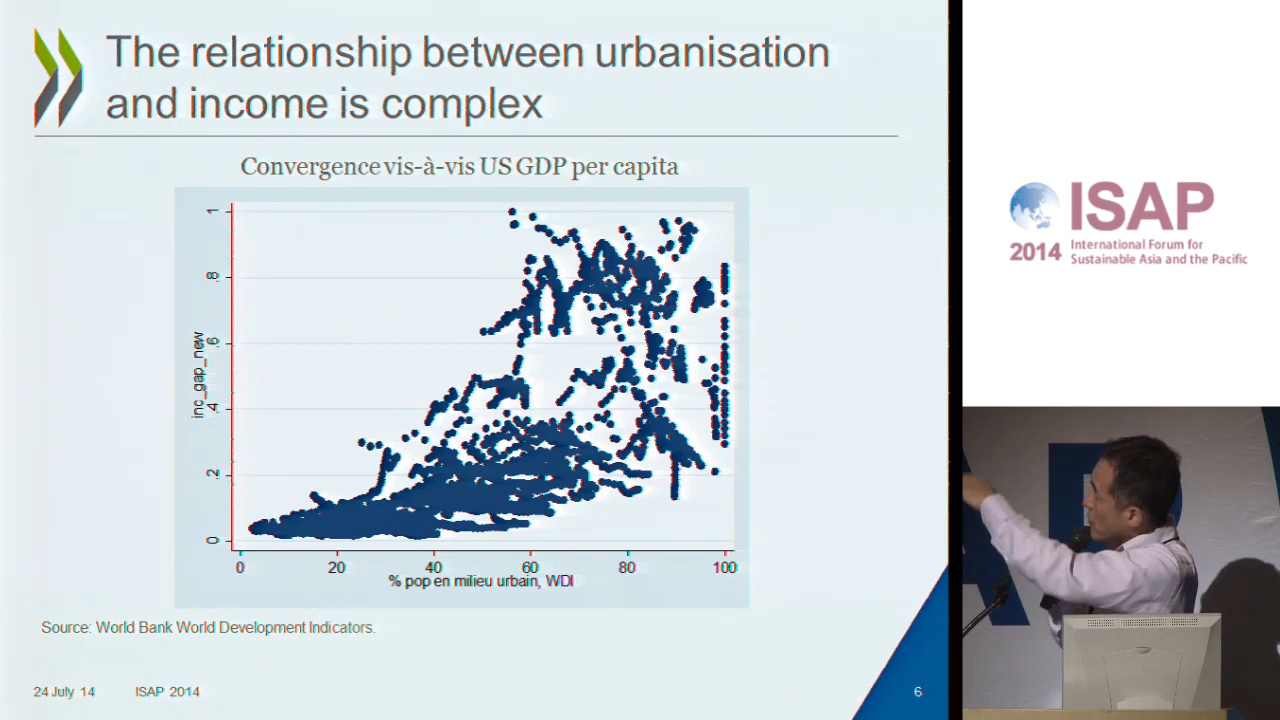 The relationship between urbanisation
and income is complex
Convergence vis-à-vis US GDP per capita
inc_gap_new
1
.8
.6
.4
.2
0
0 20 40 60 80 100
% pop en milieu urbain, WDI
Source: World Bank World Development Indicators.
24 July 14 ISAP 2014 6
ISAP
2014 International Forum for
Sustainable Asia and the Pacific